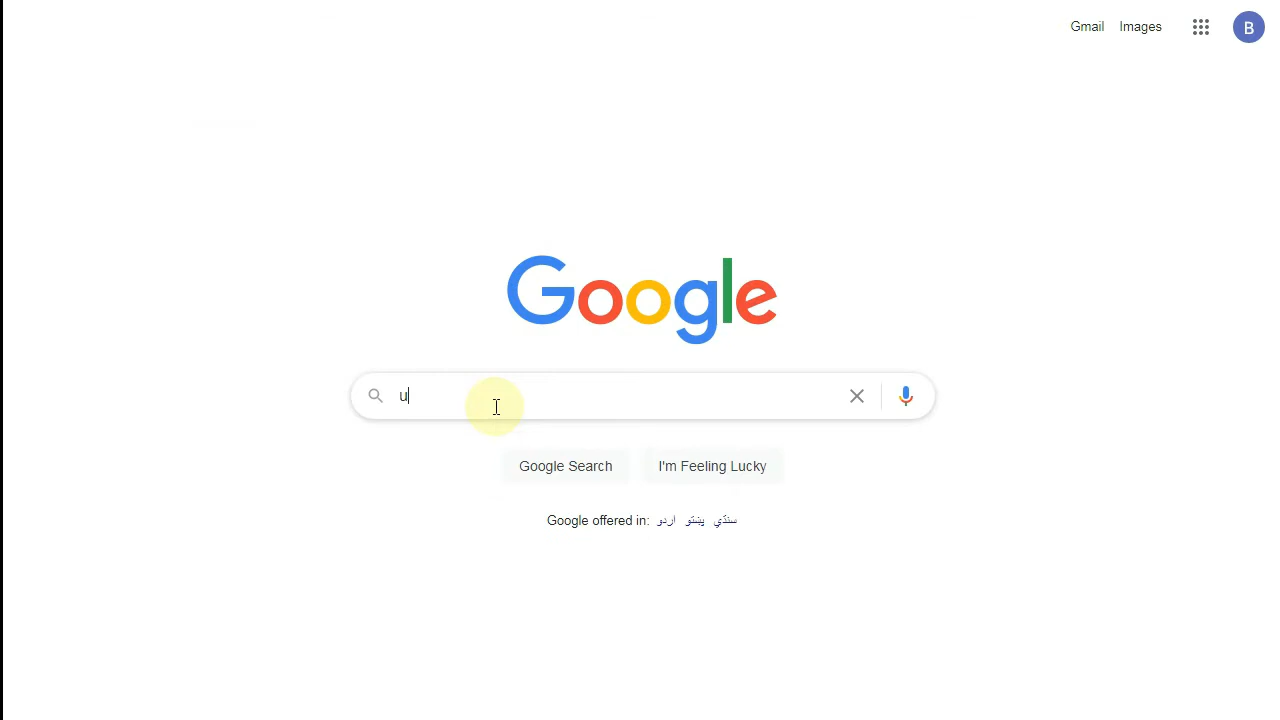 Gmail Images B
Google
u
Google Search I'm Feeling Lucky
Google offered in: اردو پښتو سنڌي